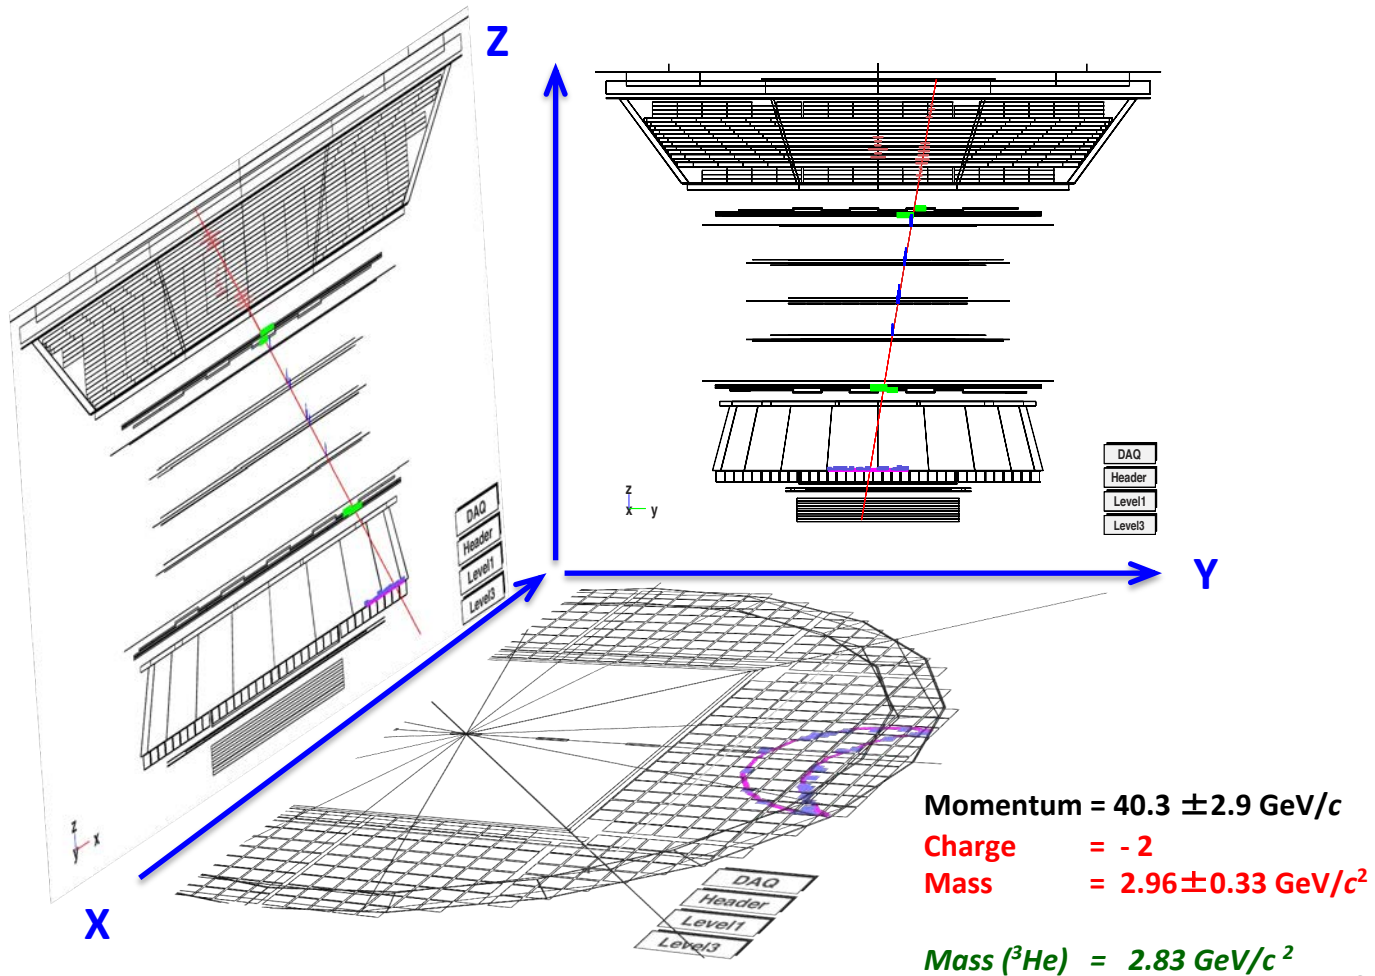 Z
DAQ
Header
Level1
Level3
z
x y
Y
DAQ
Header
Level1
Level3
z
y x
X
DAQ
Header
Level1
Level3
Momentum = 40.3 ±2.9 GeV/c
Charge = - 2
Mass = 2.96±0.33 GeV/c²
Mass (³He) = 2.83 GeV/c ²